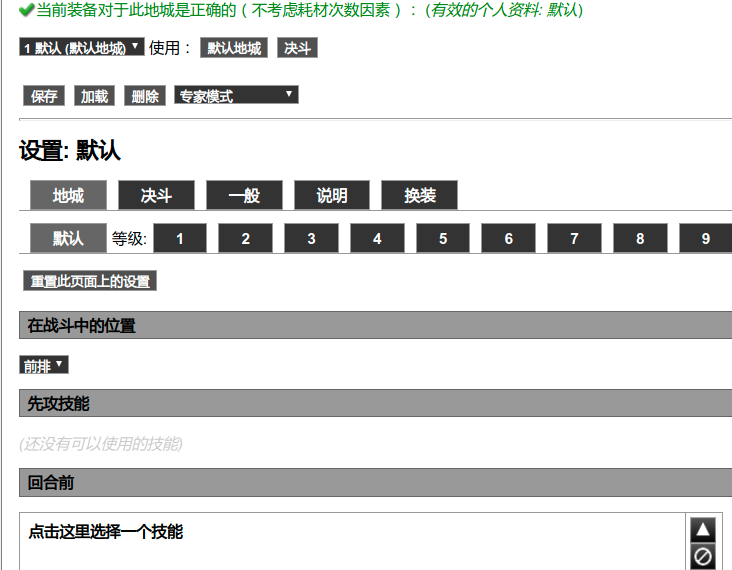 当前装备对于此地城是正确的（不考虑耗材次数因素）：(有效的个人资料: 默认)
1 默认 (默认地城) 使用： 默认地城 决斗
保存 加载 删除 专家模式
设置: 默认
地城 决斗 一般 说明 换装
默认 等级: 1 2 3 4 5 6 7 8 9
重置此页面上的设置
在战斗中的位置
前排
先攻技能
(还没有可以使用的技能)
回合前
点击这里选择一个技能